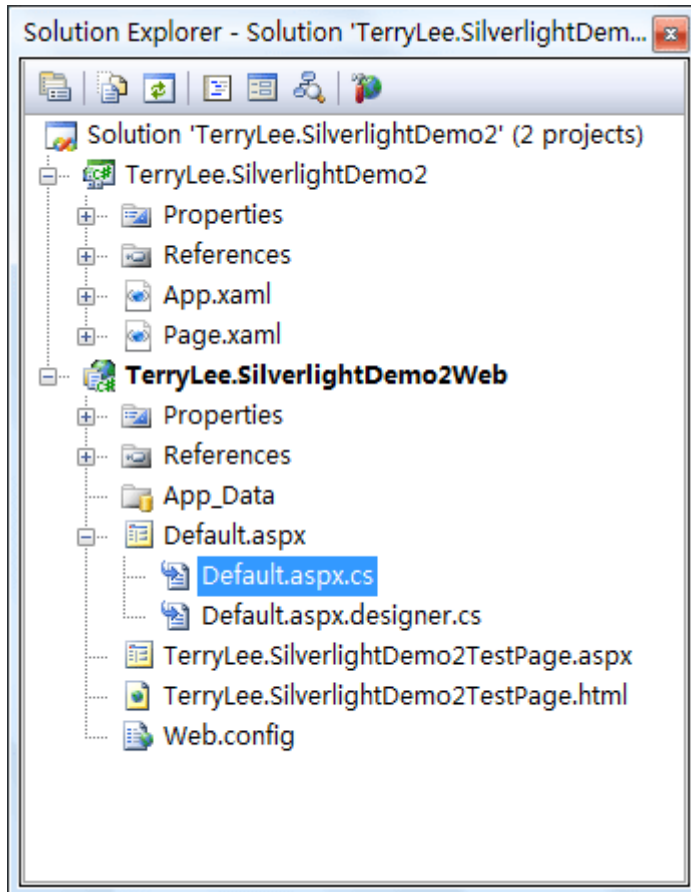 Solution Explorer - Solution 'TerryLee.SilverlightDem...
Solution 'TerryLee.SilverlightDemo2' (2 projects)
TerryLee.SilverlightDemo2
Properties
References
App.xaml
Page.xaml
TerryLee.SilverlightDemo2Web
Properties
References
App_Data
Default.aspx
Default.aspx.cs
Default.aspx.designer.cs
TerryLee.SilverlightDemo2TestPage.aspx
TerryLee.SilverlightDemo2TestPage.html
Web.config